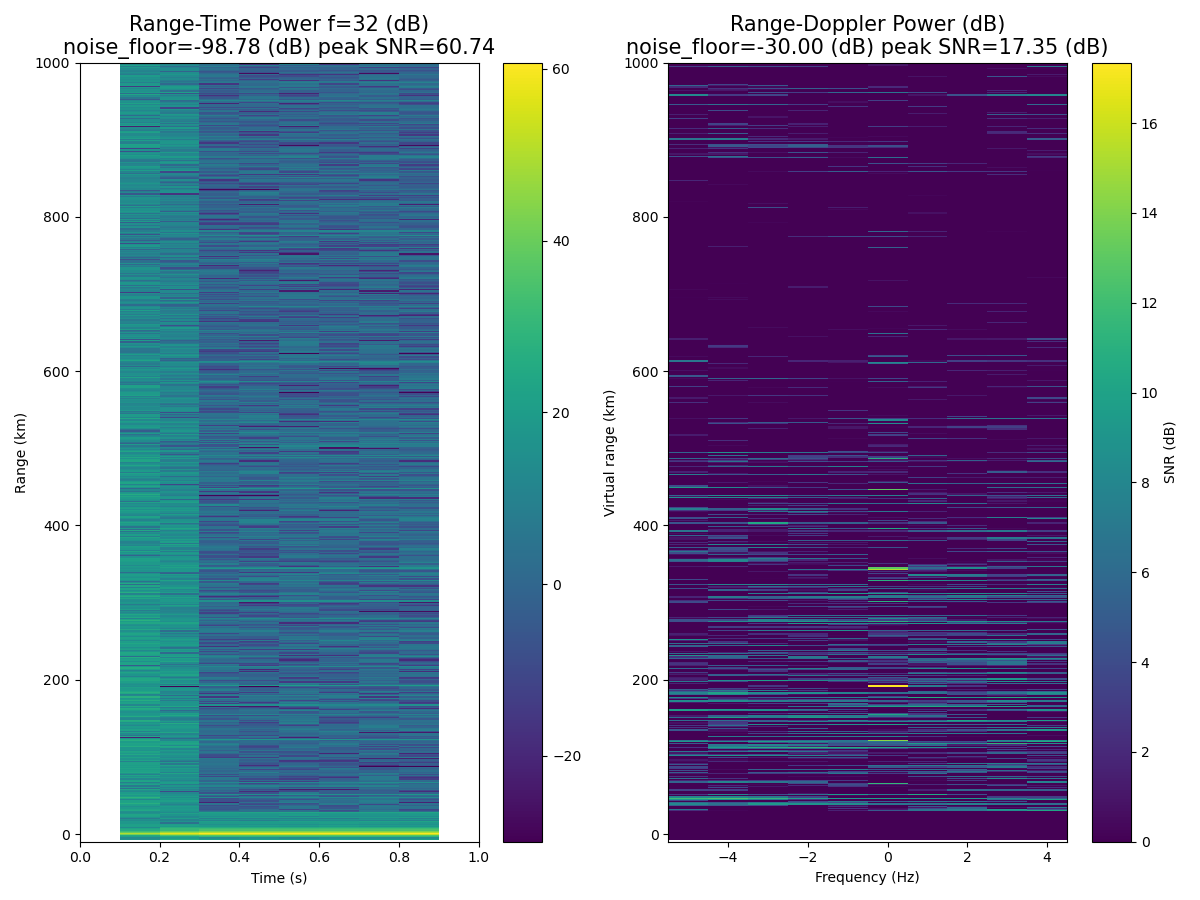 Range-Time Power f=32 (dB)
noise_floor=-98.78 (dB) peak SNR=60.74
Range-Doppler Power (dB)
noise_floor=-30.00 (dB) peak SNR=17.35 (dB)
Range (km)
1000
800
600
400
200
0
0.0 0.2 0.4 0.6 0.8 1.0
Time (s)
60
40
20
0
−20
Virtual range (km)
1000
800
600
400
200
0
−4 −2 0 2 4
Frequency (Hz)
16
14
12
10
8
6
4
2
0
SNR (dB)